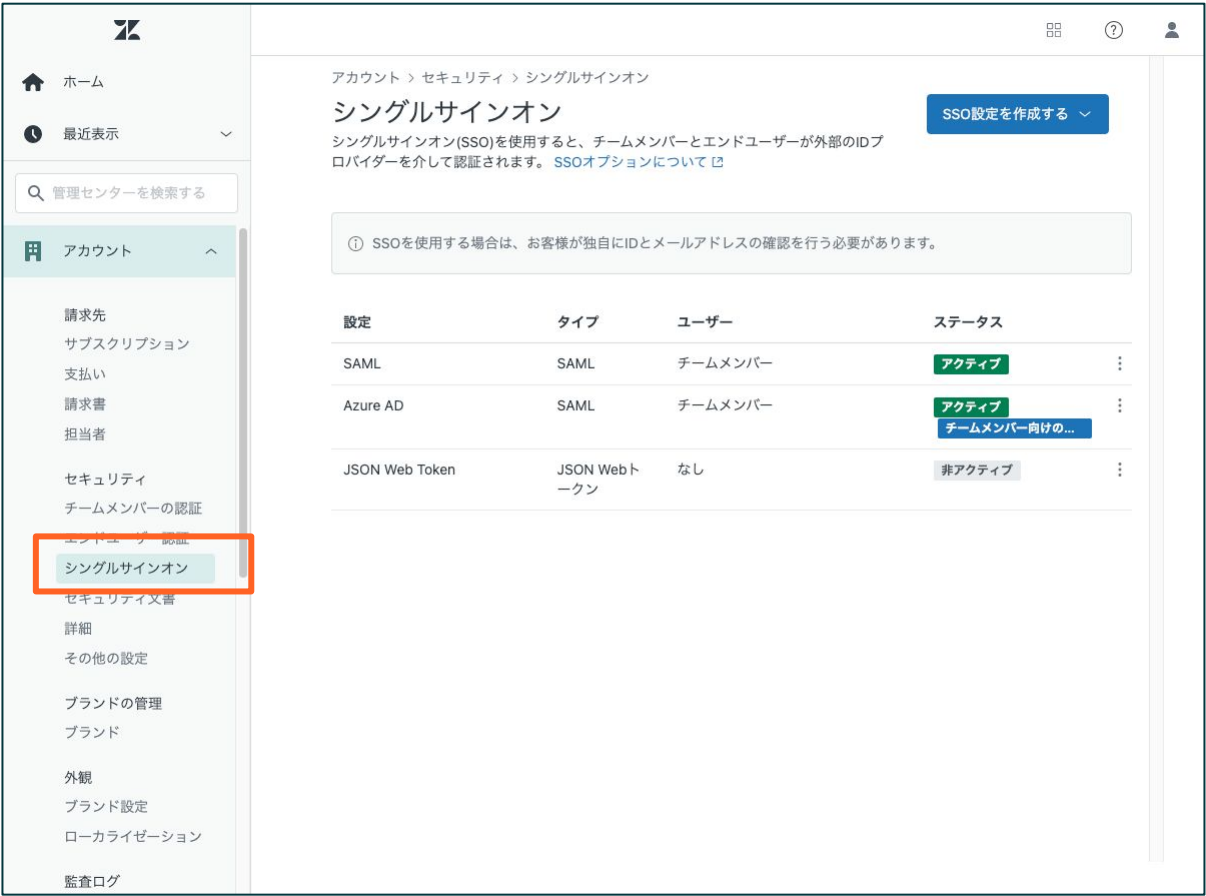 ホーム
最近表示
管理センターを検索する
アカウント
請求先
サブスクリプション
支払い
請求書
担当者
セキュリティ
チームメンバーの認証
エンドユーザー認証
シングルサインオン
セキュリティ文書
詳細
その他の設定
ブランドの管理
ブランド
外観
ブランド設定
ローカライゼーション
監査ログ
アカウント > セキュリティ > シングルサインオン
シングルサインオン
SSO設定を作成する
シングルサインオン(SSO)を使用すると、チームメンバーとエンドユーザーが外部のIDプ
ロバイダーを介して認証されます。 SSOオプションについて
SSOを使用する場合は、お客様が独自にIDとメールアドレスの確認を行う必要があります。
設定 タイプ ユーザー ステータス
SAML SAML チームメンバー アクティブ
Azure AD SAML チームメンバー アクティブ
チームメンバー向けの...
JSON Web Token JSON Webト なし 非アクティブ
ークン